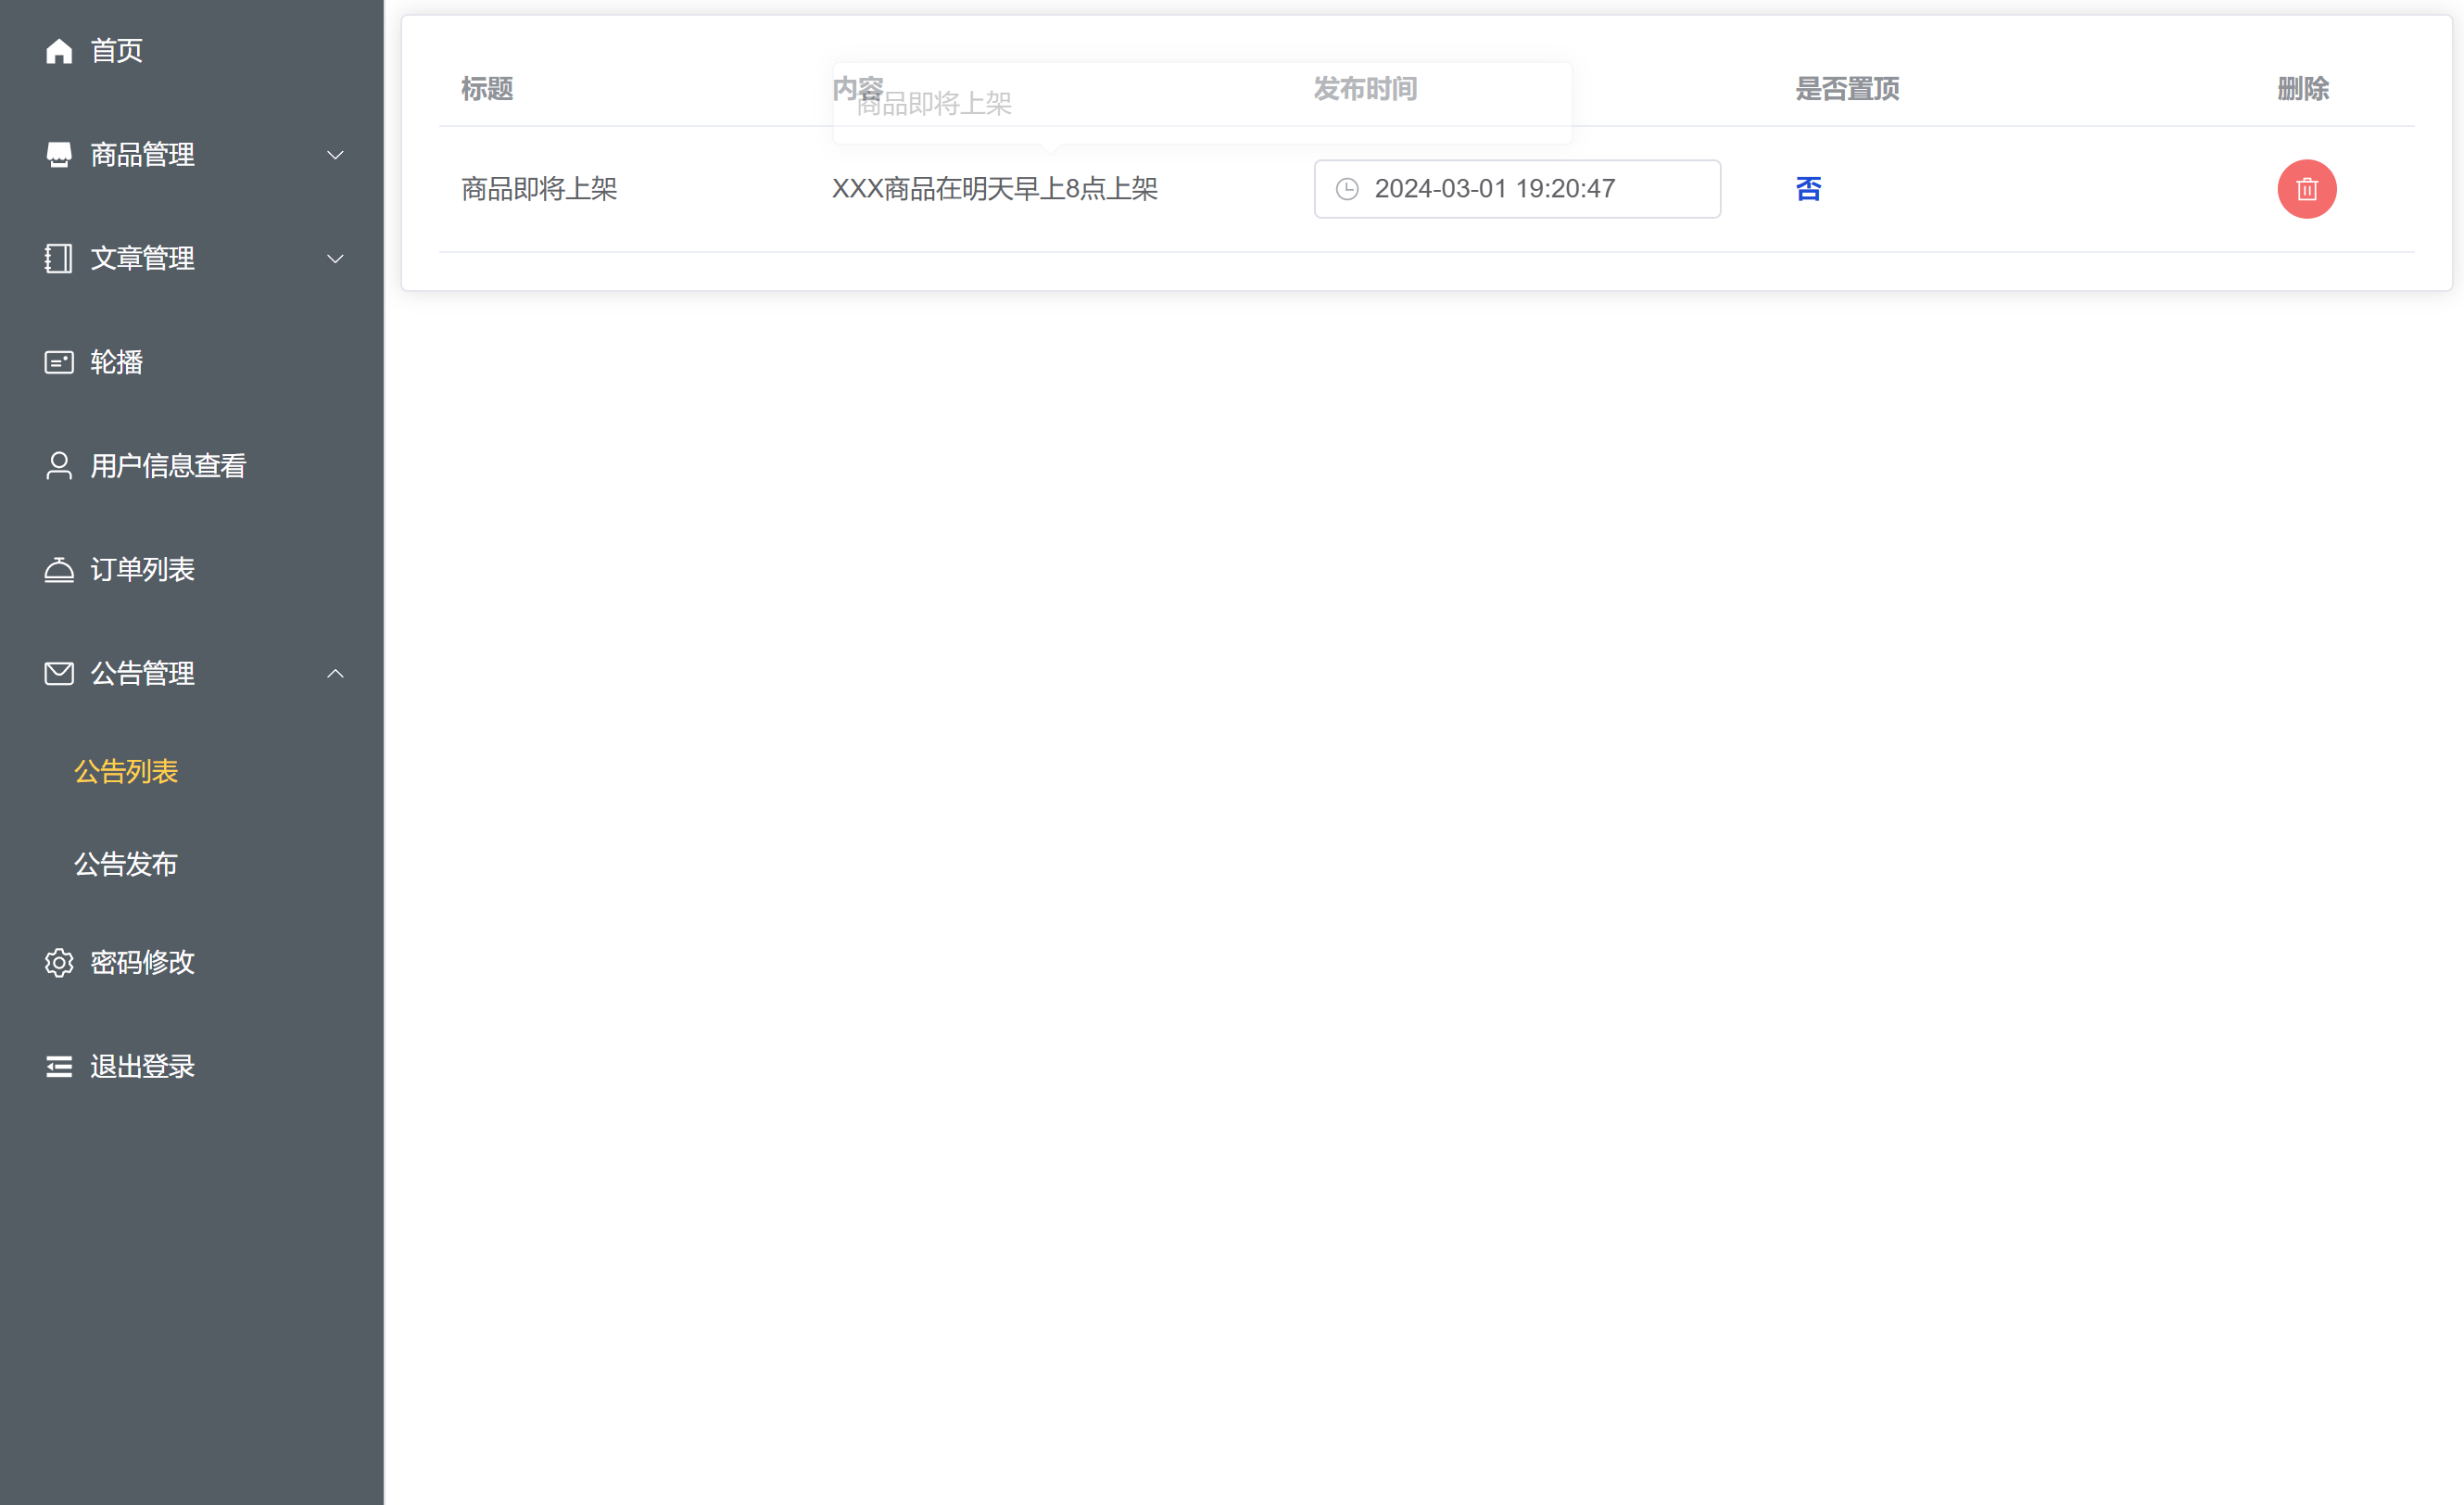 首页
商品管理
文章管理
轮播
用户信息查看
订单列表
公告管理
公告列表
公告发布
密码修改
退出登录
标题 内容 发布时间 是否置顶 删除
商品即将上架
商品即将上架 XXX商品在明天早上8点上架 2024-03-01 19:20:47 否